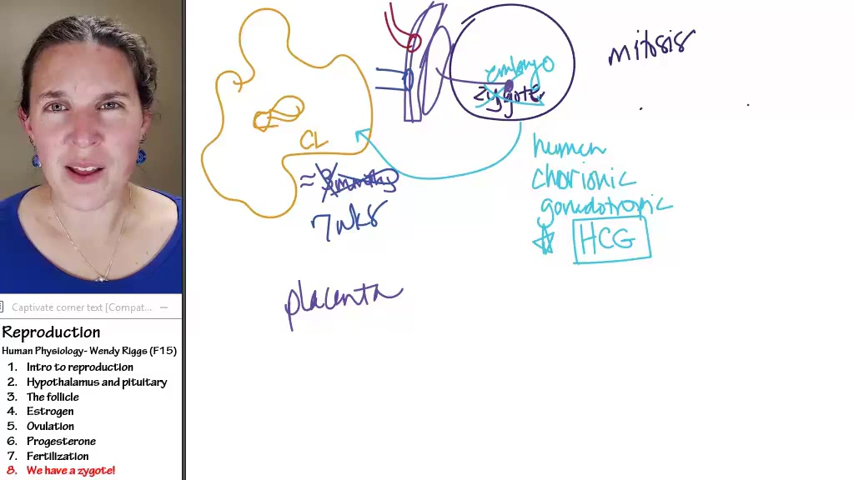 mitosis
embryo
zygote
CL
≈
7wks
human
chorionic
gonodotropic
HCG
placenta
Captivate corner text [Compat...
Reproduction
Human Physiology- Wendy Riggs (F15)
1. Intro to reproduction
2. Hypothalamus and pituitary
3. The follicle
4. Estrogen
5. Ovulation
6. Progesterone
7. Fertilization
8. We have a zygote!